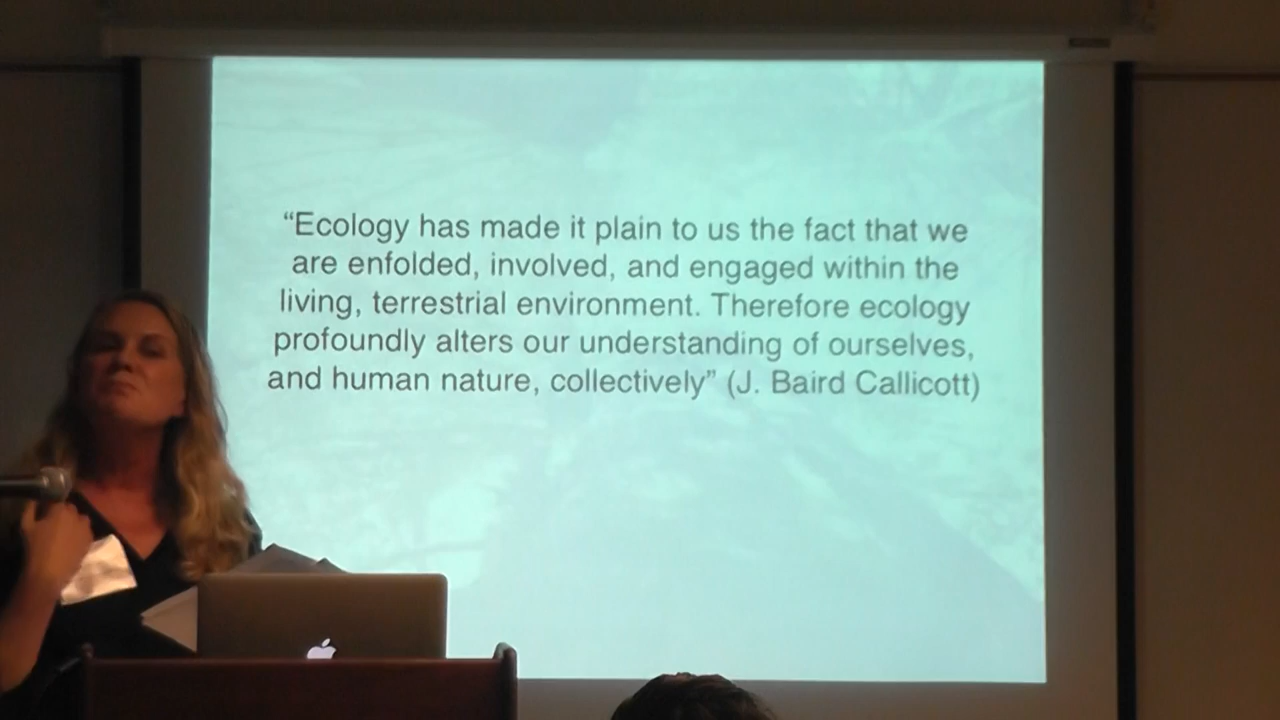 “Ecology has made it plain to us the fact that we
are enfolded, involved, and engaged within the
living, terrestrial environment. Therefore ecology
profoundly alters our understanding of ourselves,
and human nature, collectively” (J. Baird Callicott)